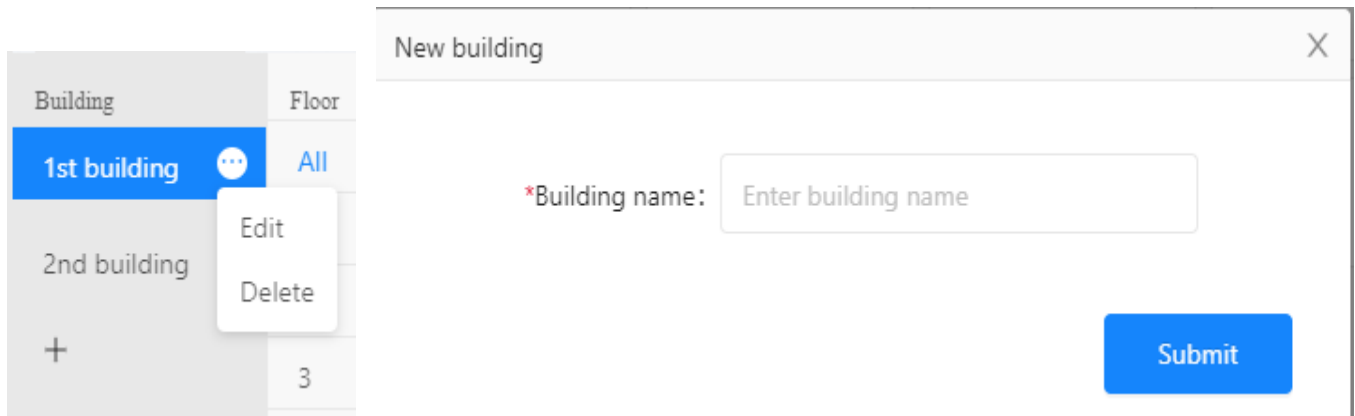 Building
Floor
1st building
All
Edit
2nd building
Delete
+
3
New building
X
*Building name:
Enter building name
Submit